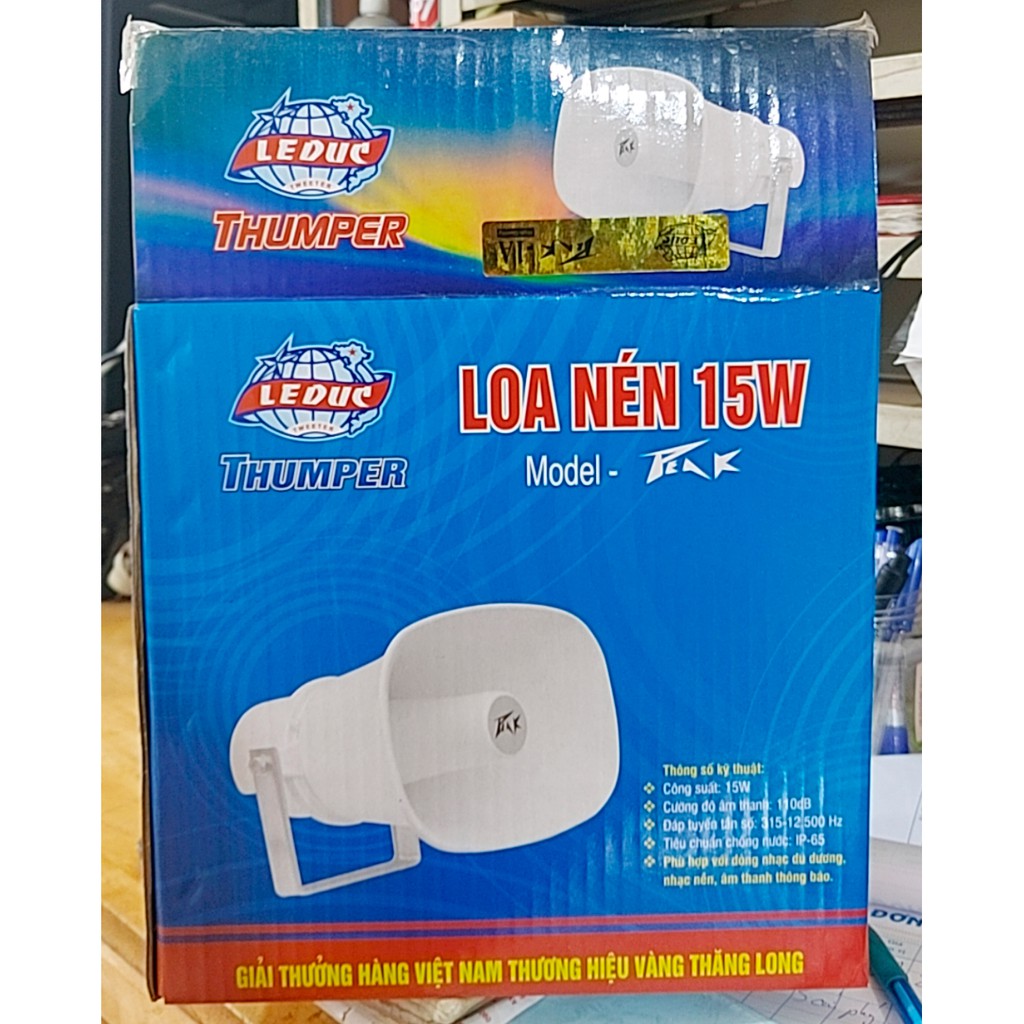 LEDUC
TWEETER
THUMPER
PEAK
LEDUC
TWEETER
THUMPER
LOA NÉN 15W
Model - PEAK
PEAK
Thông số kỹ thuật:
Công suất: 15W
Cường độ âm thanh: 110dB
Đáp tuyến tần số: 315-12,500 Hz
Tiêu chuẩn chống nước: IP-65
Phù hợp với dòng nhạc du dương,
nhạc nền, âm thanh thông báo.
GIẢI THƯỞNG HÀNG VIỆT NAM THƯƠNG HIỆU VÀNG THĂNG LONG
ĐƠN